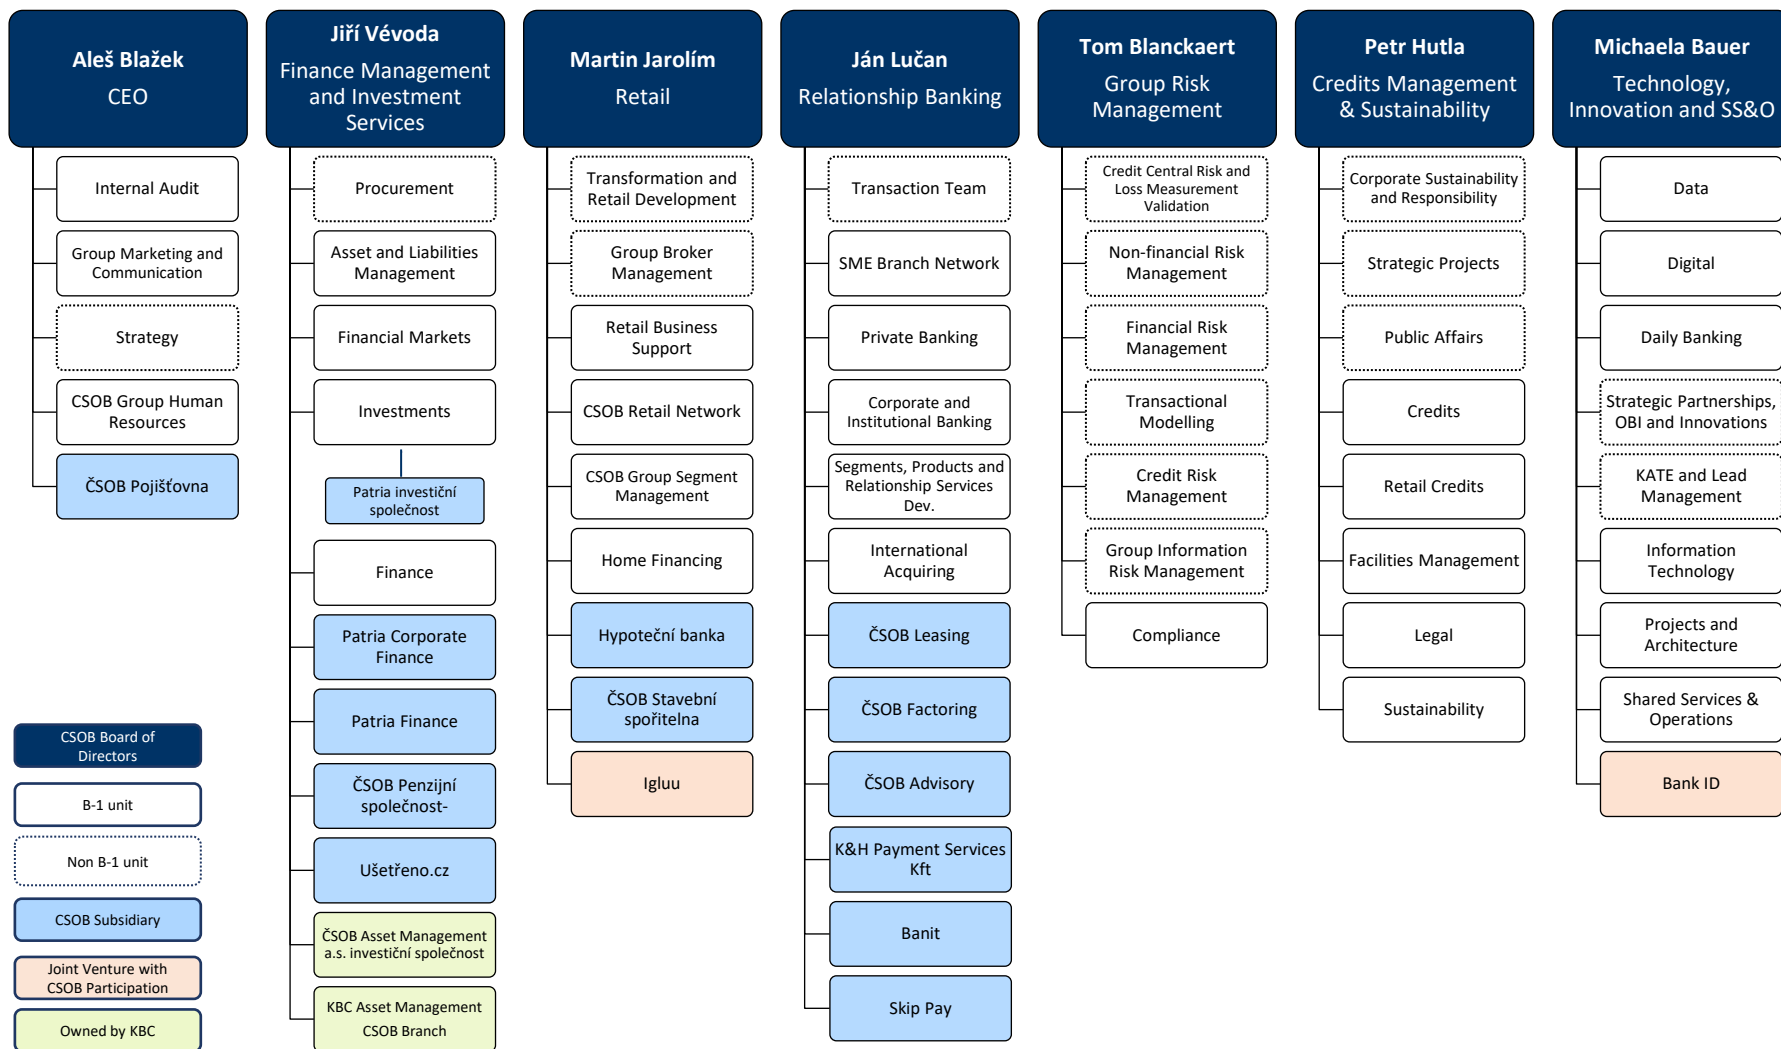 Aleš Blažek
CEO
Internal Audit
Group Marketing and
Communication
Strategy
CSOB Group Human
Resources
ČSOB Pojišťovna
Jiří Vévoda
Finance Management
and Investment
Services
Procurement
Asset and Liabilities
Management
Financial Markets
Investments
Patria investiční
společnost
Finance
Patria Corporate
Finance
Patria Finance
ČSOB Penzijní
společnost-
Ušetřeno.cz
ČSOB Asset Management
a.s. investiční společnost
KBC Asset Management
CSOB Branch
Martin Jarolím
Retail
Transformation and
Retail Development
Group Broker
Management
Retail Business
Support
CSOB Retail Network
CSOB Group Segment
Management
Home Financing
Hypoteční banka
ČSOB Stavební
spořitelna
Igluu
Ján Lučan
Relationship Banking
Transaction Team
SME Branch Network
Private Banking
Corporate and
Institutional Banking
Segments, Products and
Relationship Services
Dev.
International
Acquiring
ČSOB Leasing
ČSOB Factoring
ČSOB Advisory
K&H Payment Services
Kft
Banit
Skip Pay
Tom Blanckaert
Group Risk
Management
Credit Central Risk and
Loss Measurement
Validation
Non-financial Risk
Management
Financial Risk
Management
Transactional
Modelling
Credit Risk
Management
Group Information
Risk Management
Compliance
Petr Hutla
Credits Management
& Sustainability
Corporate Sustainability
and Responsibility
Strategic Projects
Public Affairs
Credits
Retail Credits
Facilities Management
Legal
Sustainability
Michaela Bauer
Technology,
Innovation and SS&O
Data
Digital
Daily Banking
Strategic Partnerships,
OBI and Innovations
KATE and Lead
Management
Information
Technology
Projects and
Architecture
Shared Services &
Operations
Bank ID
CSOB Board of
Directors
B-1 unit
Non B-1 unit
CSOB Subsidiary
Joint Venture with
CSOB Participation
Owned by KBC